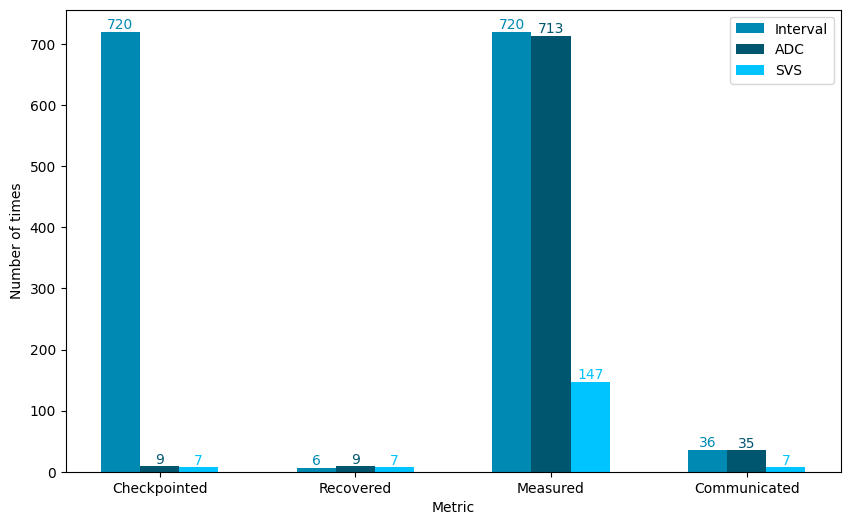 720
720
713
Interval
ADC
SVS
700
600
500
400
300
200
100
0
Number of times
9
7
6
9
7
147
36
35
7
Checkpointed
Recovered
Measured
Communicated
Metric